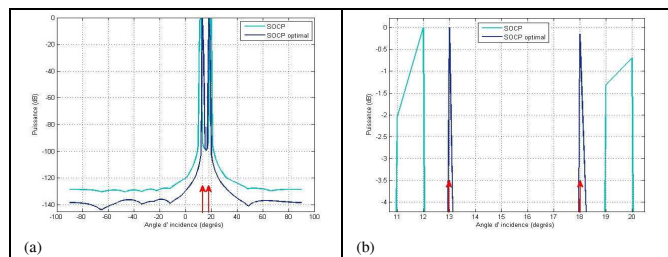 0
-20
-40
-60
-80
-100
-120
-140
-100 -80 -60 -40 -20 0 20 40 60 80 100
Puissance (dB)
Angle d' incidence (degrés)
SOCP
SOCP optimal
(a)
0
-0.5
-1
-1.5
-2
-2.5
-3
-3.5
-4
11 12 13 14 15 16 17 18 19 20
Puissance (dB)
Angle d' incidence (degrés)
SOCP
SOCP optimal
(b)